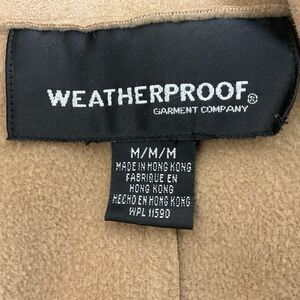 WEATHERPROOF®
GARMENT COMPANY
M/M/M
MADE IN HONG KONG
FABRIQUE EN
HONG KONG
HECHO EN HONG KONG
WPL 11590